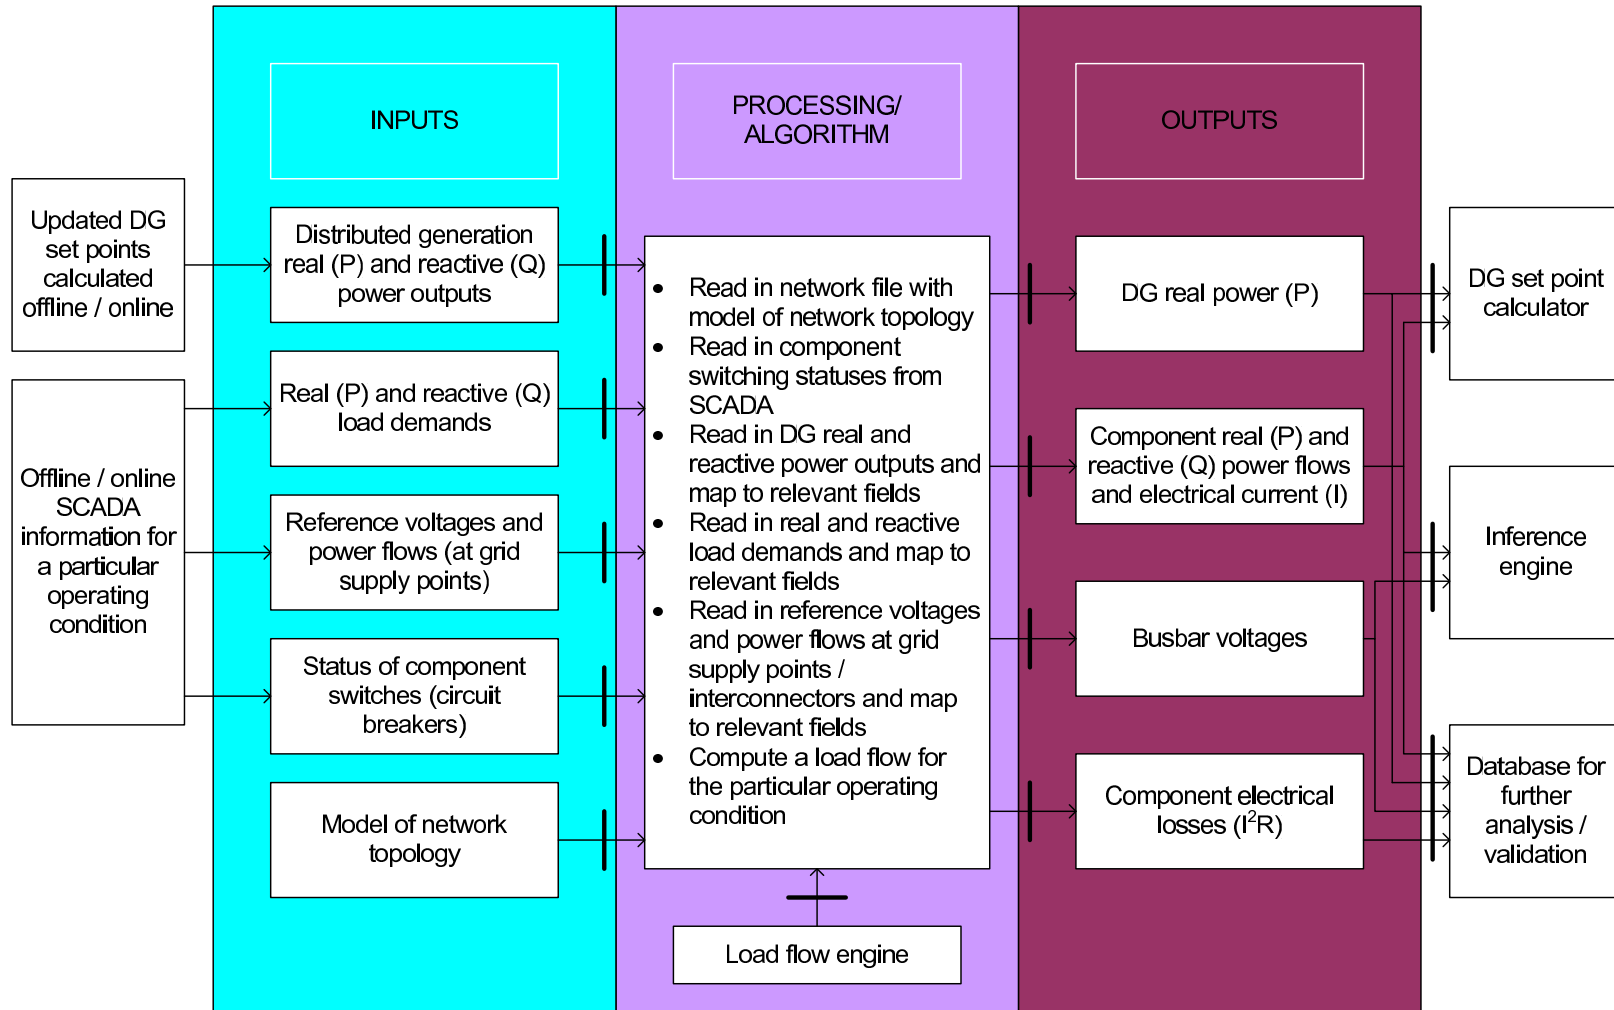 INPUTS
PROCESSING/
ALGORITHM
OUTPUTS
Updated DG
set points
calculated
offline / online
Offline / online
SCADA
information for
a particular
operating
condition
Distributed generation
real (P) and reactive (Q)
power outputs
Real (P) and reactive (Q)
load demands
Reference voltages and
power flows (at grid
supply points)
Status of component
switches (circuit
breakers)
Model of network
topology
• Read in network file with
model of network topology
• Read in component
switching statuses from
SCADA
• Read in DG real and
reactive power outputs and
map to relevant fields
• Read in real and reactive
load demands and map to
relevant fields
• Read in reference voltages
and power flows at grid
supply points /
interconnectors and map
to relevant fields
• Compute a load flow for
the particular operating
condition
Load flow engine
DG real power (P)
Component real (P) and
reactive (Q) power flows
and electrical current (I)
Busbar voltages
Component electrical
losses (I²R)
DG set point
calculator
Inference
engine
Database for
further
analysis /
validation